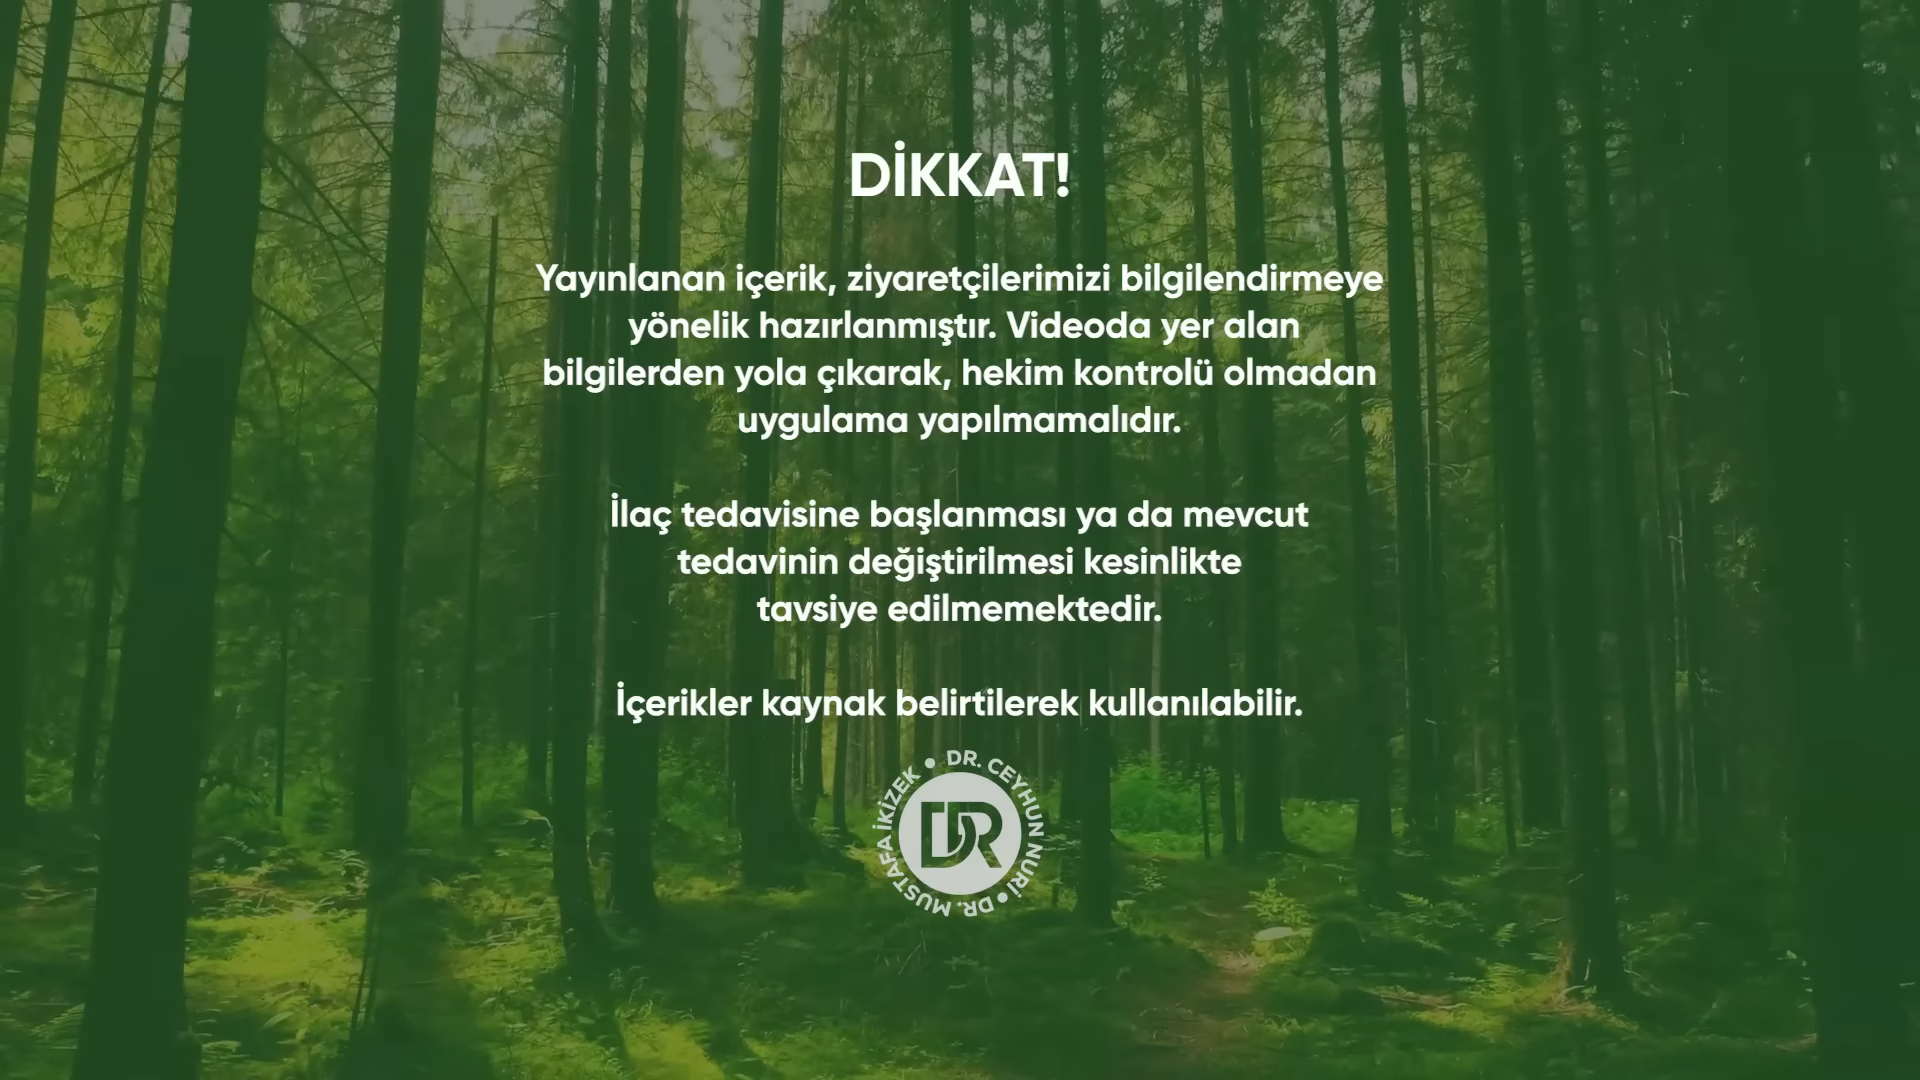 DİKKAT!
Yayınlanan içerik, ziyaretçilerimizi bilgilendirmeye
yönelik hazırlanmıştır. Videoda yer alan
bilgilerden yola çıkarak, hekim kontrolü olmadan
uygulama yapılmamalıdır.
İlaç tedavisine başlanması ya da mevcut
tedavinin değiştirilmesi kesinlikte
tavsiye edilmemektedir.
İçerikler kaynak belirtilerek kullanılabilir.
DR. CEYHUN NURİ • DR. MUSTAFA İKİZEK •
DR